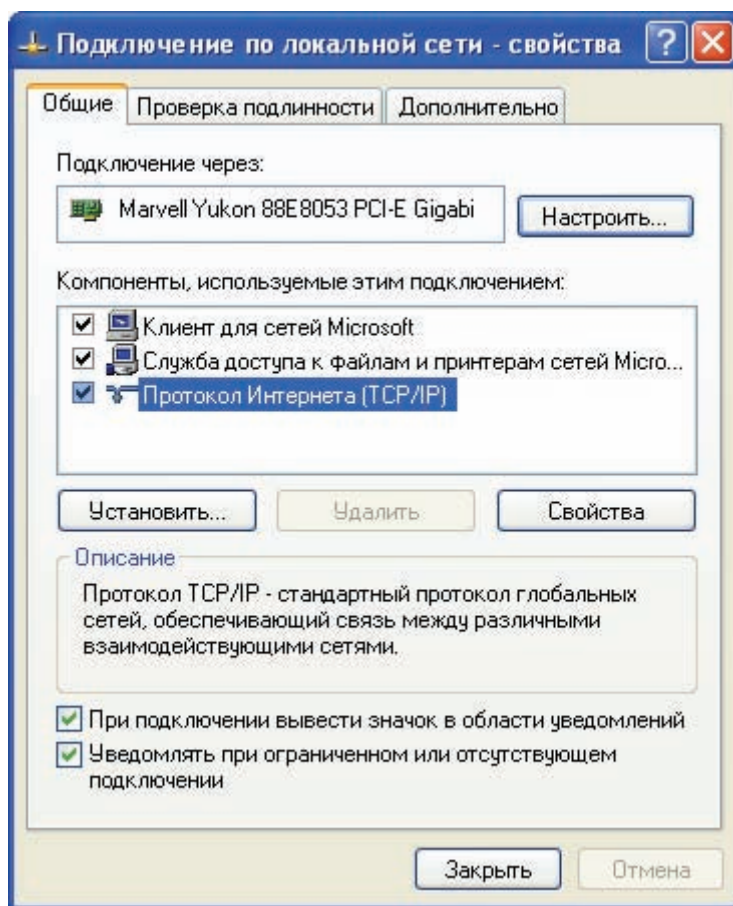 Подключение по локальной сети - свойства
Общие Проверка подлинности Дополнительно
Подключение через:
Marvell Yukon 88E8053 PCI-E Gigabi
Настроить...
Компоненты, используемые этим подключением:
Клиент для сетей Microsoft
Служба доступа к файлам и принтерам сетей Micro...
Протокол Интернета (TCP/IP)
Установить... Удалить Свойства
Описание
Протокол TCP/IP - стандартный протокол глобальных
сетей, обеспечивающий связь между различными
взаимодействующими сетями.
При подключении вывести значок в области уведомлений
Уведомлять при ограниченном или отсутствующем
подключении
Закрыть Отмена